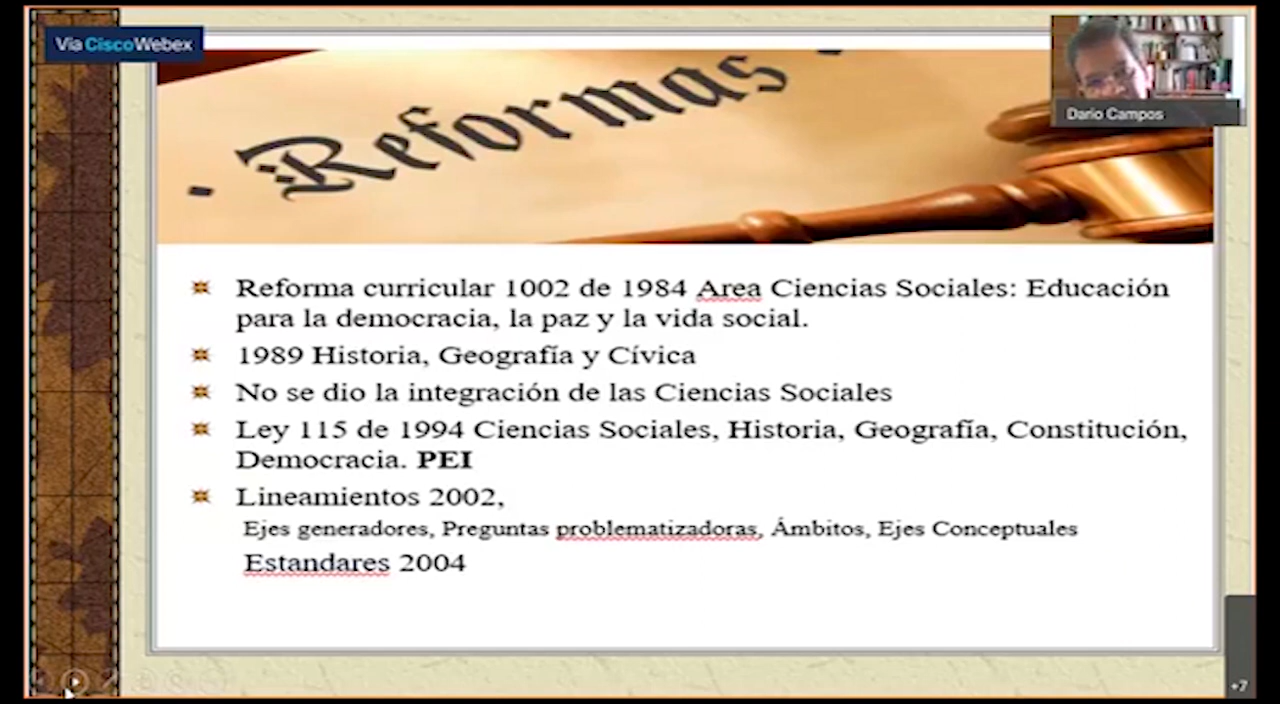 Vía CiscoWebex
Dario Campos
· Reformas ·
Reforma curricular 1002 de 1984 Area Ciencias Sociales: Educación
para la democracia, la paz y la vida social.
1989 Historia, Geografía y Cívica
No se dio la integración de las Ciencias Sociales
Ley 115 de 1994 Ciencias Sociales, Historia, Geografía, Constitución,
Democracia. PEI
Lineamientos 2002,
Ejes generadores, Preguntas problematizadoras, Ámbitos, Ejes Conceptuales
Estandares 2004
+7